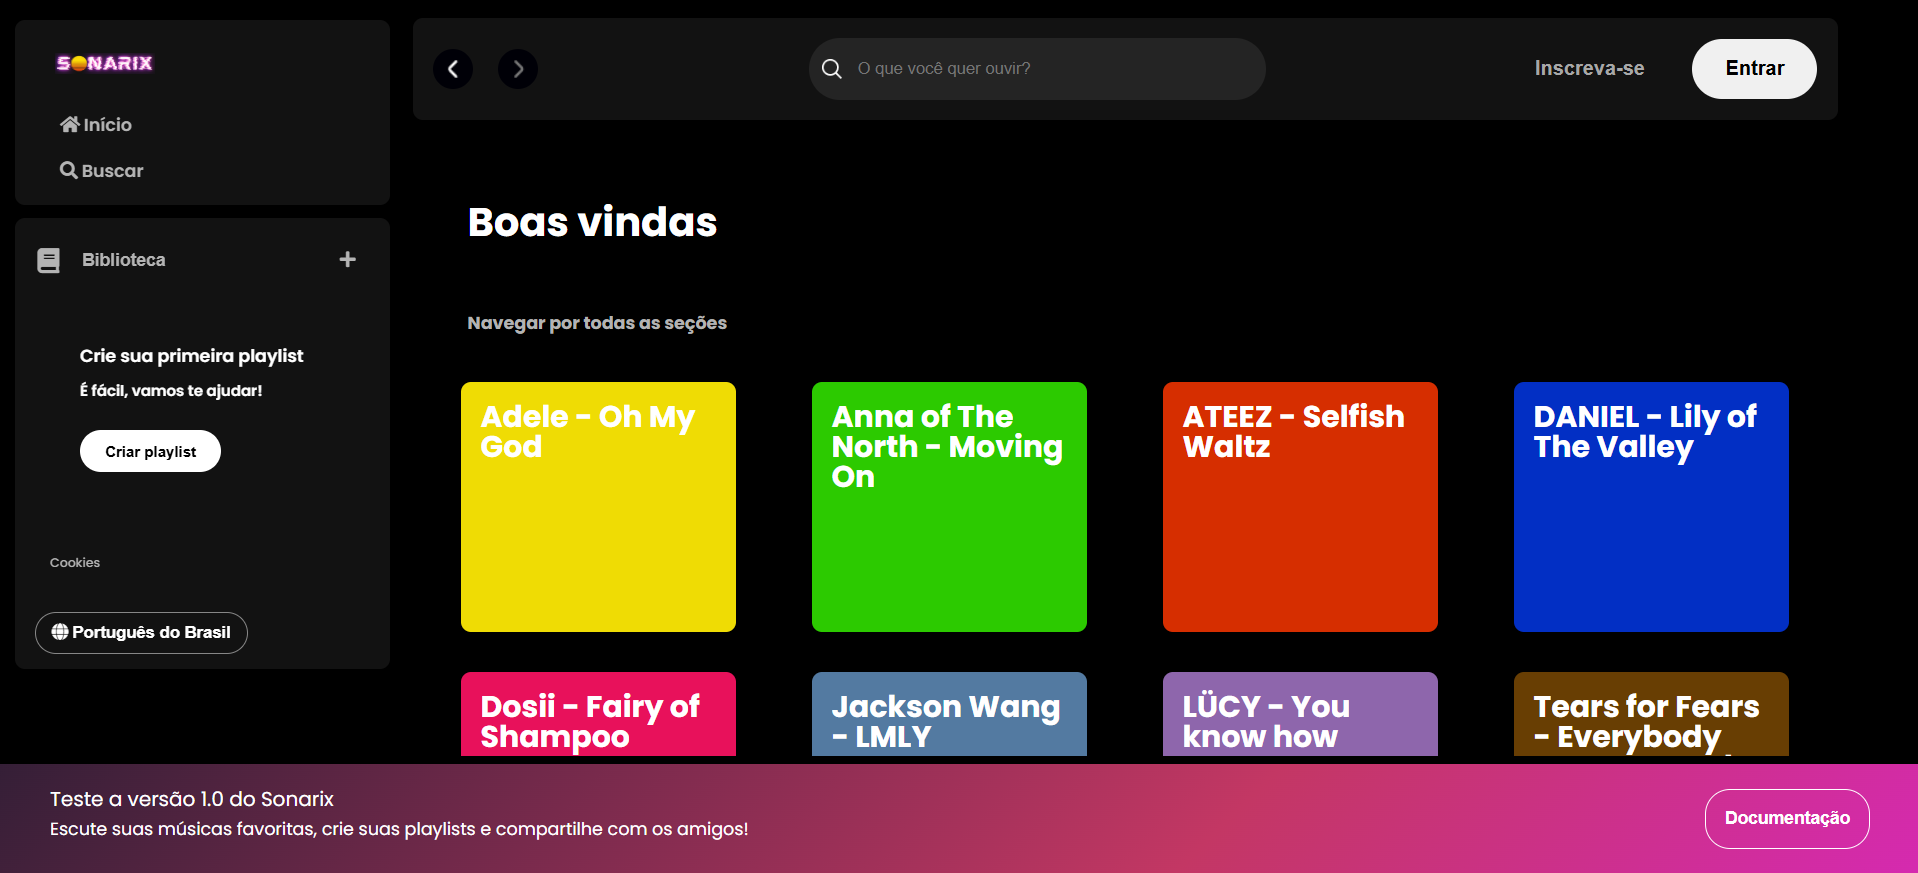 SONARIX
Início
Buscar
Biblioteca
Crie sua primeira playlist
É fácil, vamos te ajudar!
Criar playlist
Cookies
Português do Brasil
O que você quer ouvir?
Inscreva-se
Entrar
Boas vindas
Navegar por todas as seções
Adele - Oh My
God
Anna of The
North - Moving
On
ATEEZ - Selfish
Waltz
DANIEL - Lily of
The Valley
Dosii - Fairy of
Shampoo
Jackson Wang
- LMLY
LÜCY - You
know how
Tears for Fears
- Everybody
Teste a versão 1.0 do Sonarix
Escute suas músicas favoritas, crie suas playlists e compartilhe com os amigos!
Documentação